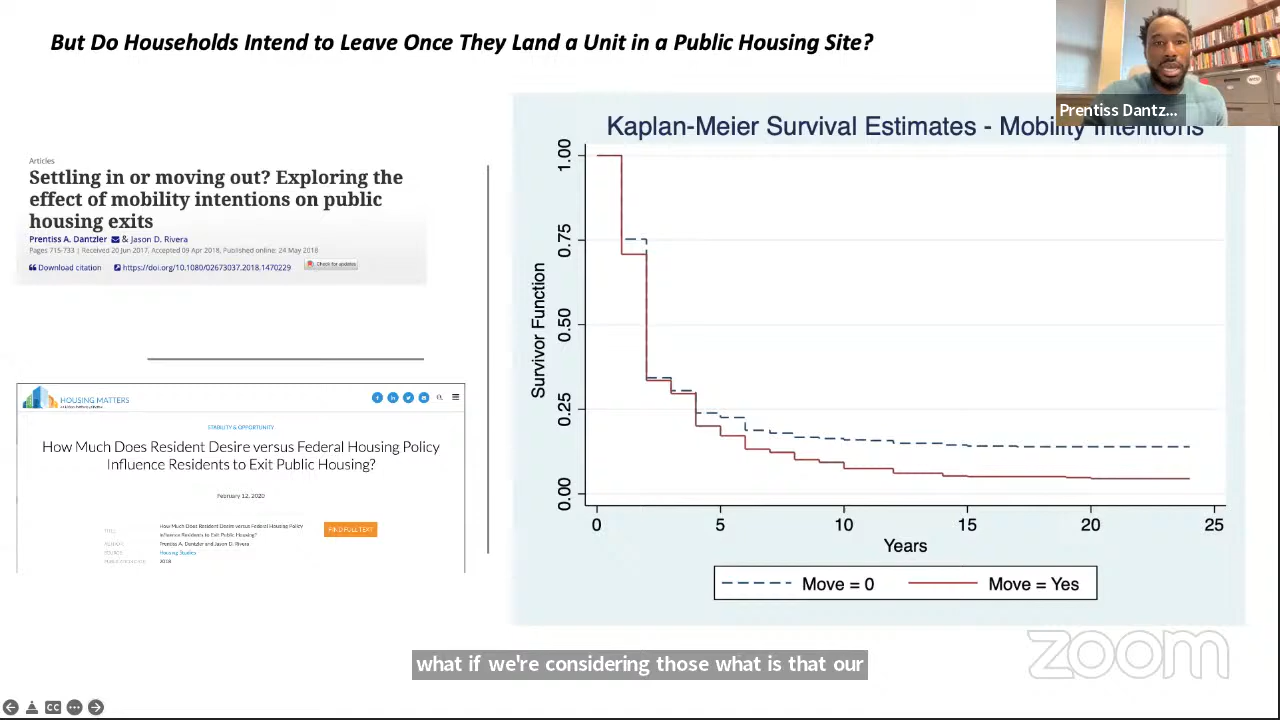 But Do Households Intend to Leave Once They Land a Unit in a Public Housing Site?
Prentiss Dantz...
Articles
Settling in or moving out? Exploring the
effect of mobility intentions on public
housing exits
Prentiss A. Dantzler & Jason D. Rivera
Pages 715-733 | Received 20 Jun 2017, Accepted 09 Apr 2018, Published online: 24 May 2018
Download citation https://doi.org/10.1080/02673037.2018.1470229 Check for updates
HOUSING MATTERS
STABILITY & OPPORTUNITY
How Much Does Resident Desire versus Federal Housing Policy
Influence Residents to Exit Public Housing?
February 12, 2020
How Much Does Resident Desire versus Federal Housing Policy
Influence Residents to Exit Public Housing?
FIND FULL TEXT
Prentiss A. Dantzler and Jason D. Rivera
Housing Studies
2018
Kaplan-Meier Survival Estimates - Mobility Intentions
Survivor Function
1.00
0.75
0.50
0.25
0.00
0 5 10 15 20 25
Years
Move = 0 Move = Yes
what if we're considering those what is that our
zoom
CC